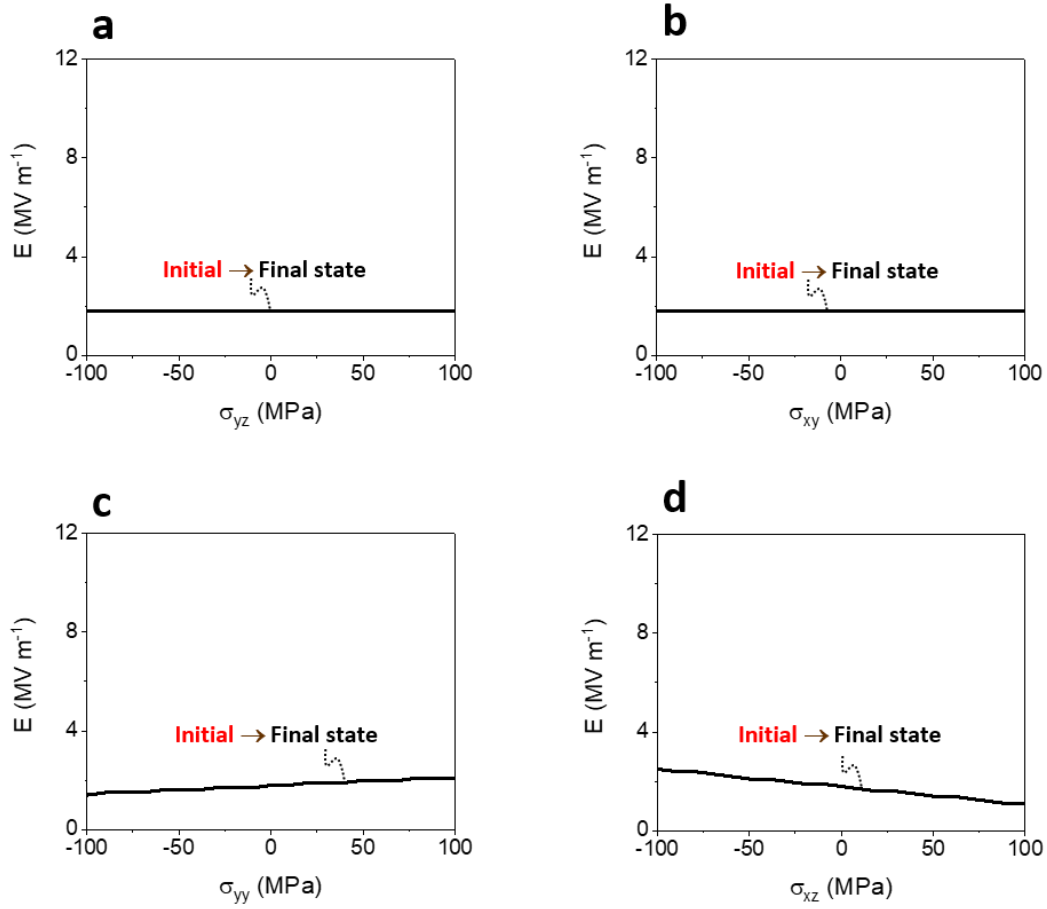 a
12
8
4
0
E (MV m⁻¹)
Initial → Final state
-100 -50 0 50 100
σyz (MPa)
b
12
8
4
0
E (MV m⁻¹)
Initial → Final state
-100 -50 0 50 100
σxy (MPa)
c
12
8
4
0
E (MV m⁻¹)
Initial → Final state
-100 -50 0 50 100
σyy (MPa)
d
12
8
4
0
E (MV m⁻¹)
Initial → Final state
-100 -50 0 50 100
σxz (MPa)